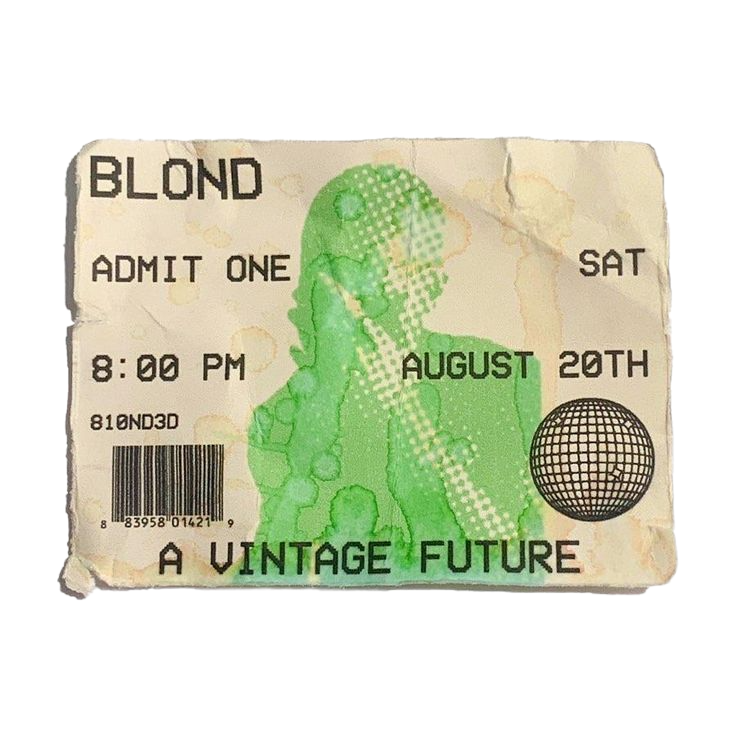 BLOND
ADMIT ONE SAT
8:00 PM AUGUST 20TH
810ND3D
8 83958 01421 9
A VINTAGE FUTURE